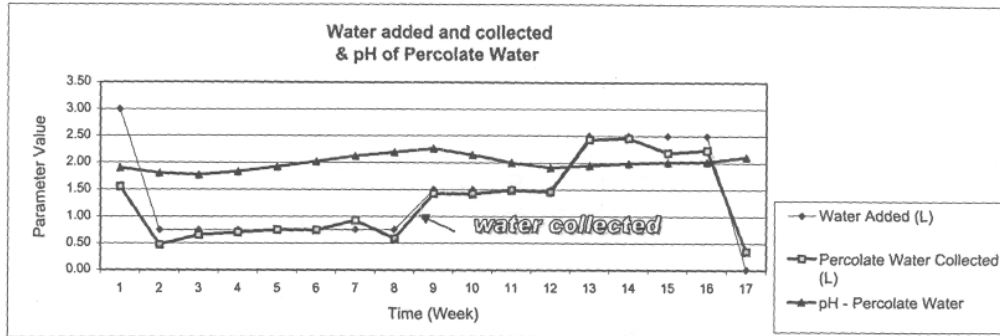 Water added and collected
& pH of Percolate Water
3.50
3.00
2.50
2.00
1.50
1.00
0.50
0.00
Parameter Value
water collected
1 2 3 4 5 6 7 8 9 10 11 12 13 14 15 16 17
Time (Week)
Water Added (L)
Percolate Water Collected
(L)
pH - Percolate Water